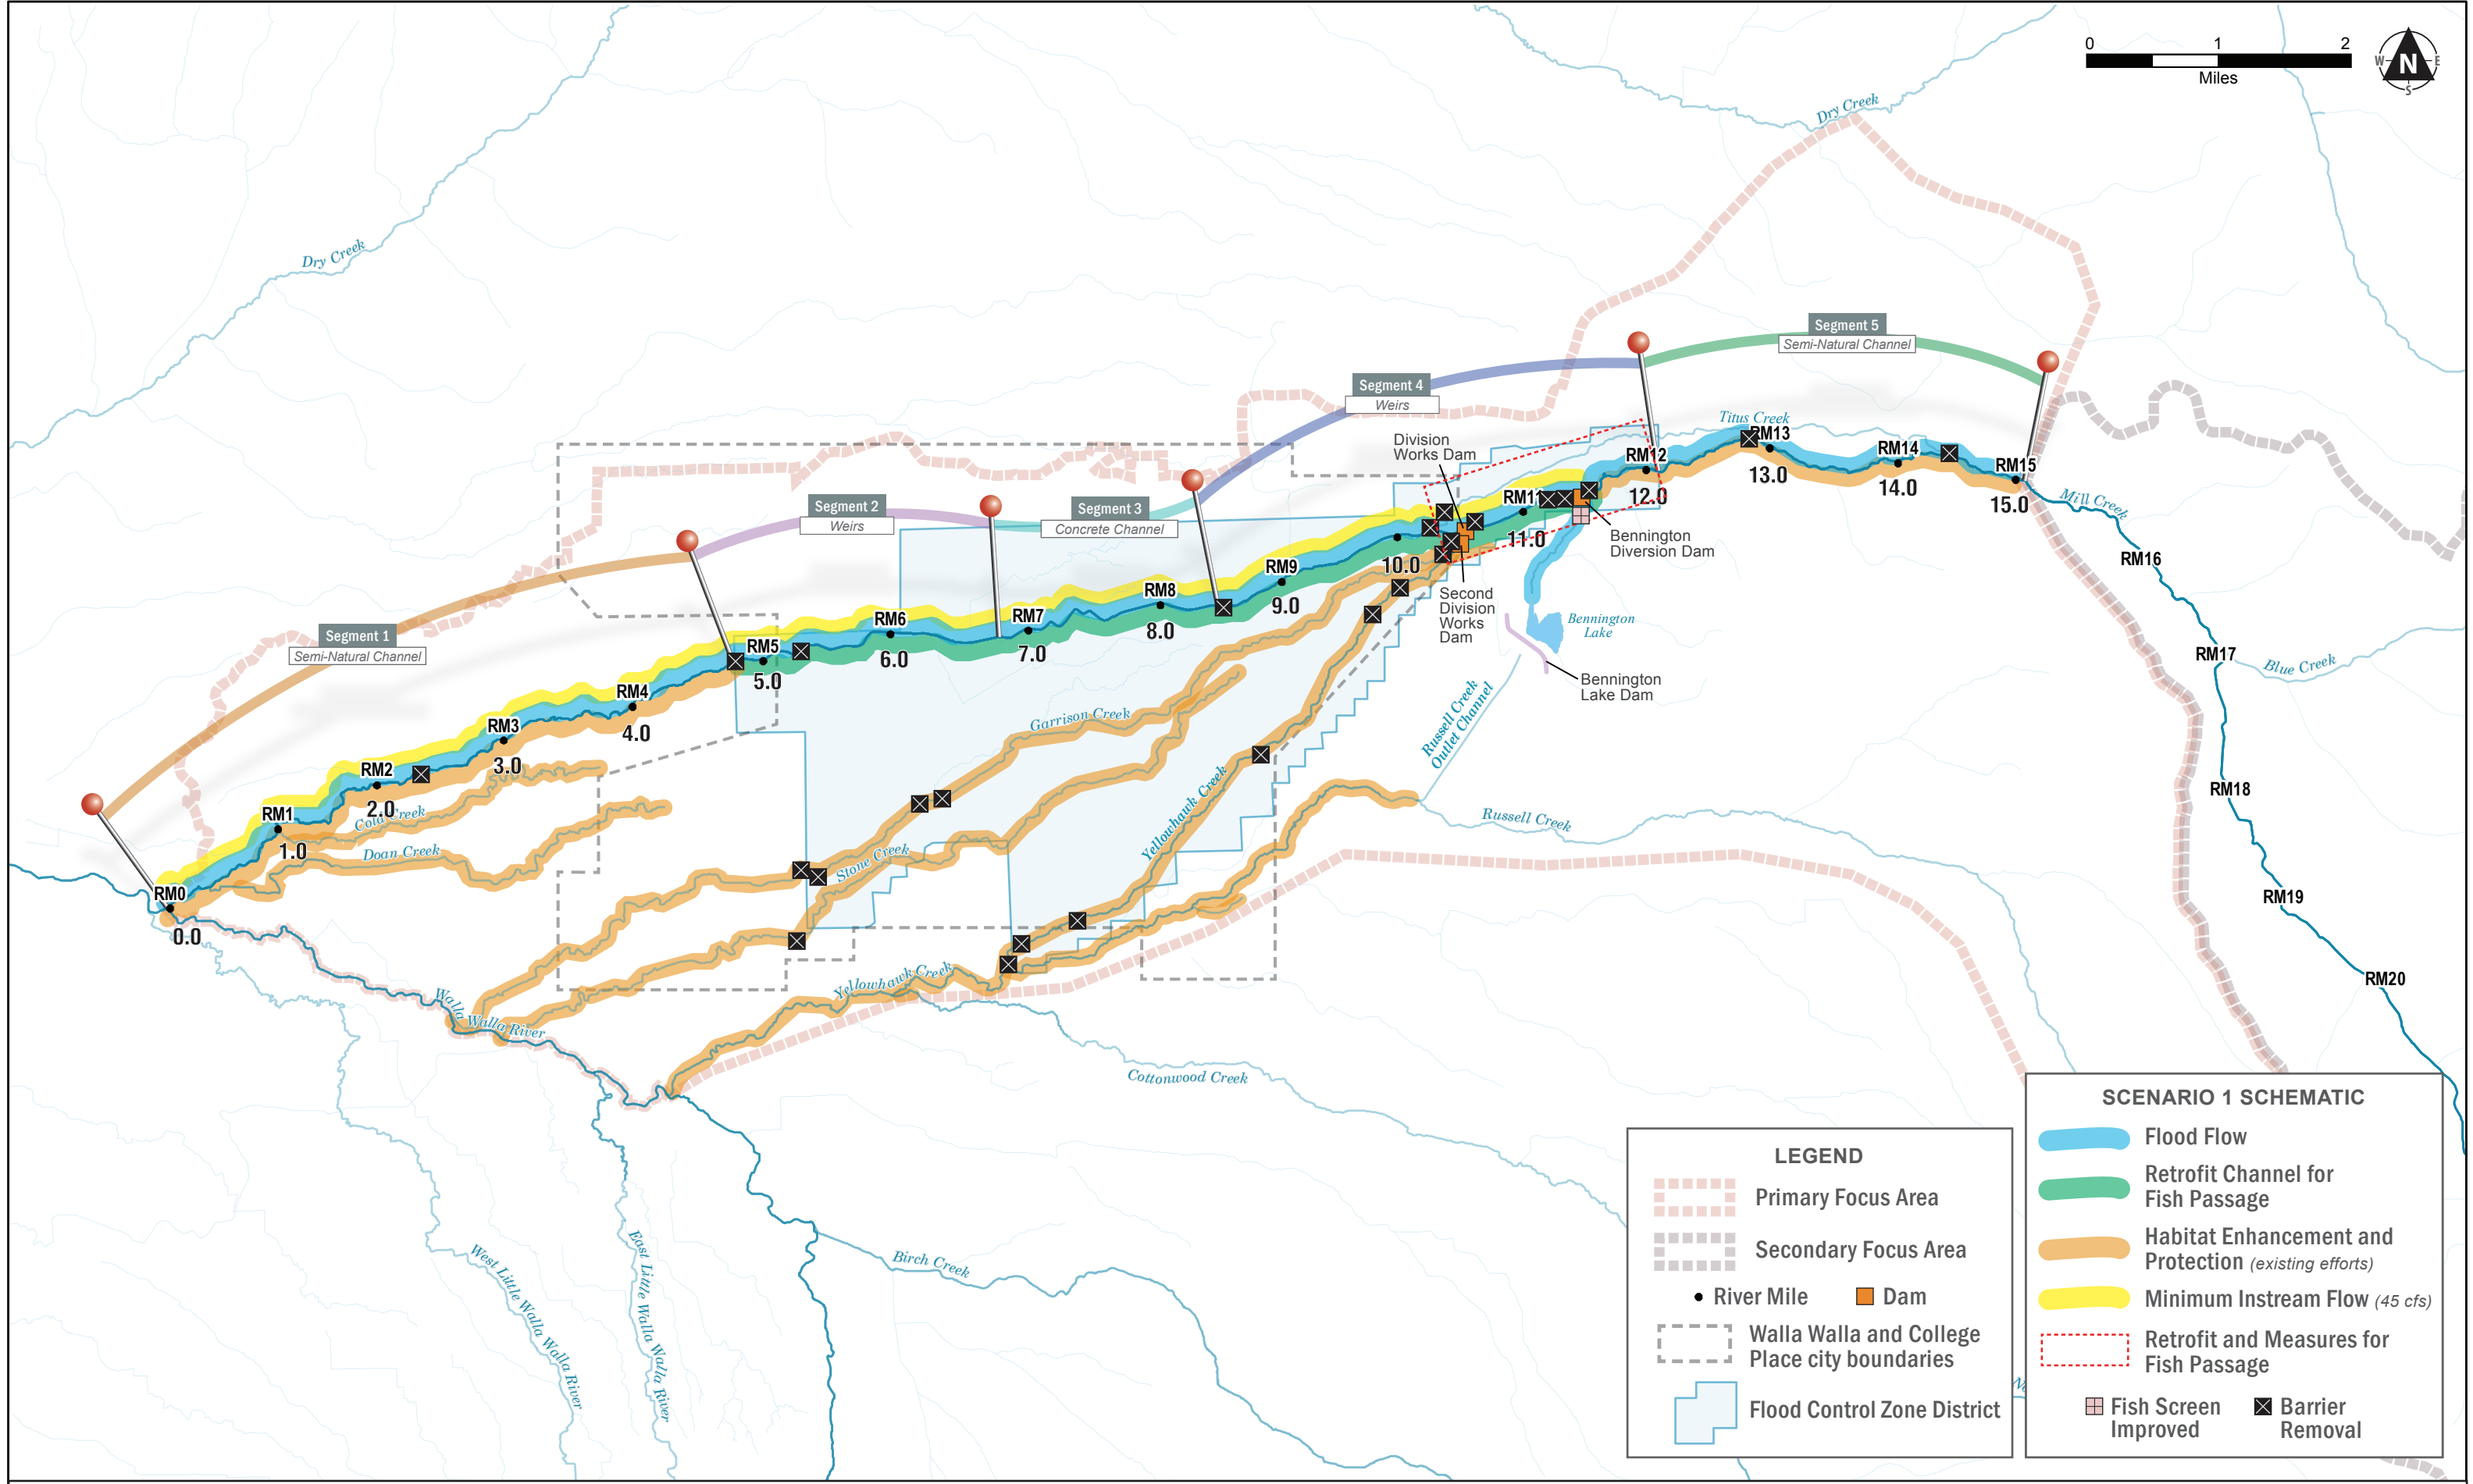 0 1 2
Miles
N
W
E
S
Dry Creek
Dry Creek
Segment 5
Semi-Natural Channel
Segment 4
Weirs
Titus Creek
Division
Works Dam
RM13
RM14
RM12
RM15
13.0
14.0
12.0
15.0
Mill Creek
Segment 2
Weirs
Segment 3
Concrete Channel
RM11
11.0
Bennington
Diversion Dam
RM16
10.0
RM9
9.0
Second
Division
Works
Dam
RM8
8.0
RM7
7.0
RM6
6.0
Bennington
Lake
Segment 1
Semi-Natural Channel
RM5
5.0
RM17
Blue Creek
Bennington
Lake Dam
RM4
4.0
Garrison Creek
Russell Creek
Outlet Channel
RM3
3.0
RM2
2.0
Cold Creek
RM18
RM1
1.0
Doan Creek
Stone Creek
Yellowhawk Creek
Russell Creek
RM0
0.0
RM19
Yellowhawk Creek
RM20
Walla
Walla River
Cottonwood Creek
West Little Walla Walla River
East Little Walla Walla River
Birch Creek
LEGEND
Primary Focus Area
Secondary Focus Area
River Mile
Dam
Walla Walla and College
Place city boundaries
Flood Control Zone District
SCENARIO 1 SCHEMATIC
Flood Flow
Retrofit Channel for
Fish Passage
Habitat Enhancement and
Protection (existing efforts)
Minimum Instream Flow (45 cfs)
Retrofit and Measures for
Fish Passage
Fish Screen
Improved
Barrier
Removal